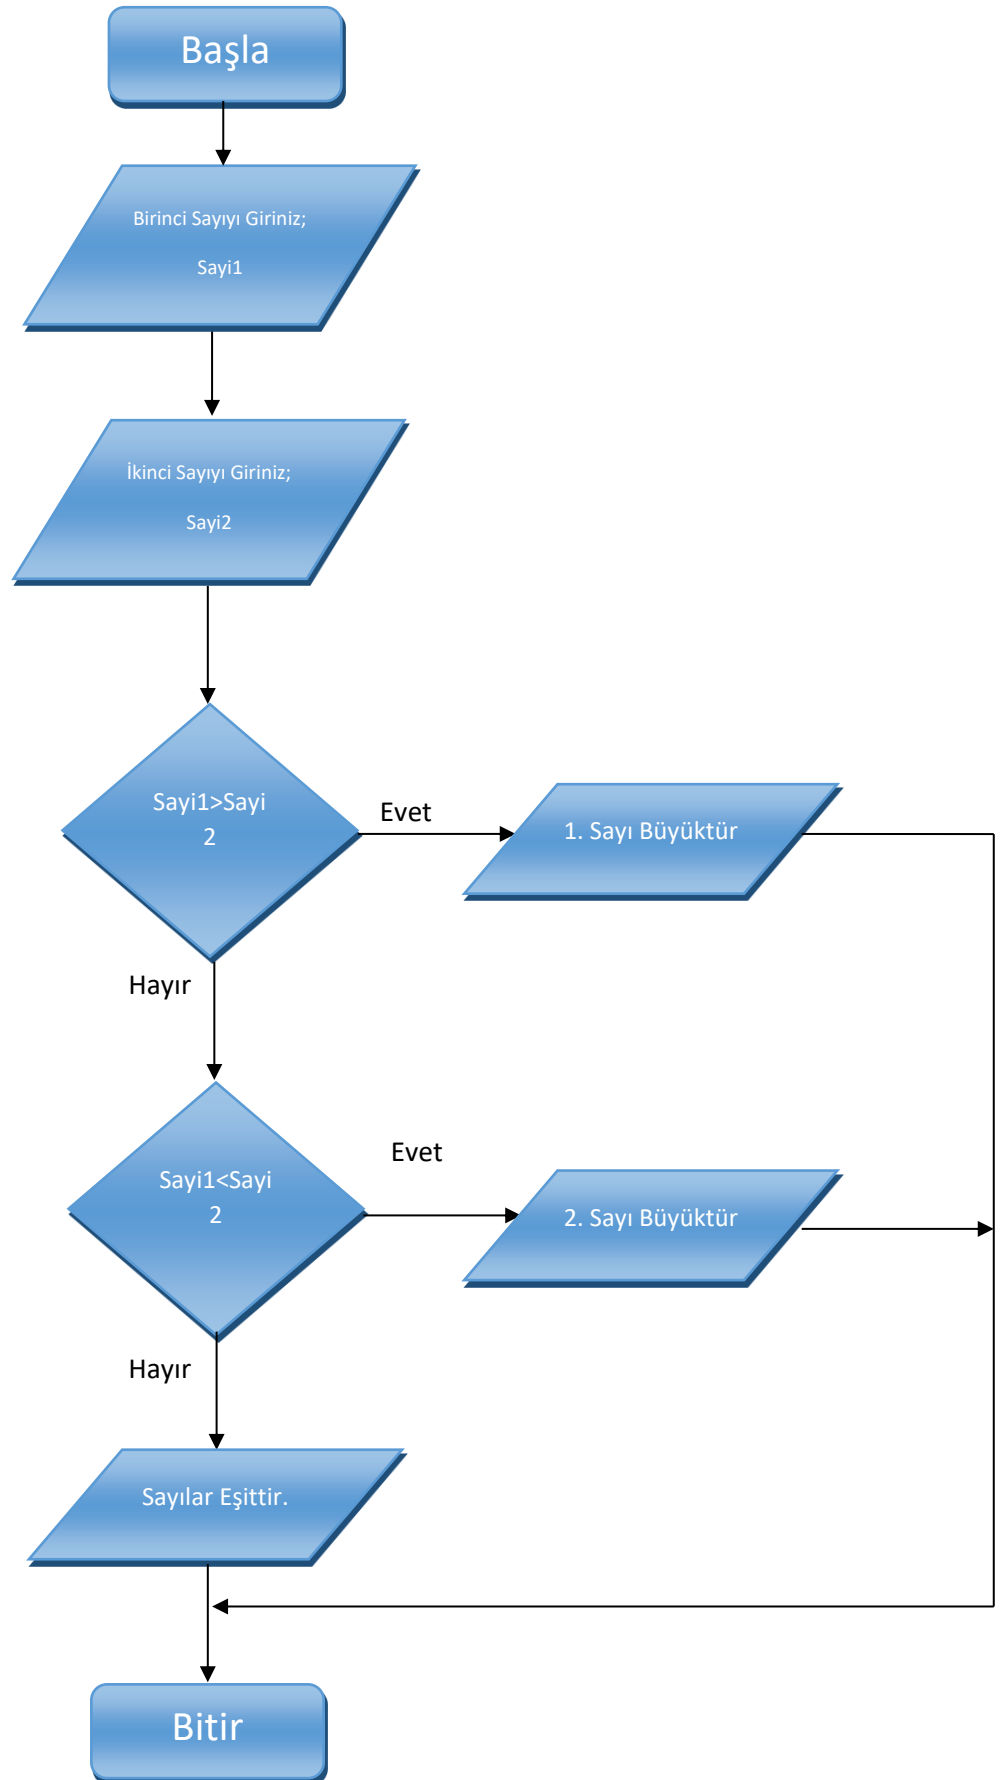 Başla
Birinci Sayıyı Giriniz;
Sayi1
İkinci Sayıyı Giriniz;
Sayi2
Sayi1>Sayi
2
Evet
1. Sayı Büyüktür
Hayır
Sayi1<Sayi
2
Evet
2. Sayı Büyüktür
Hayır
Sayılar Eşittir.
Bitir